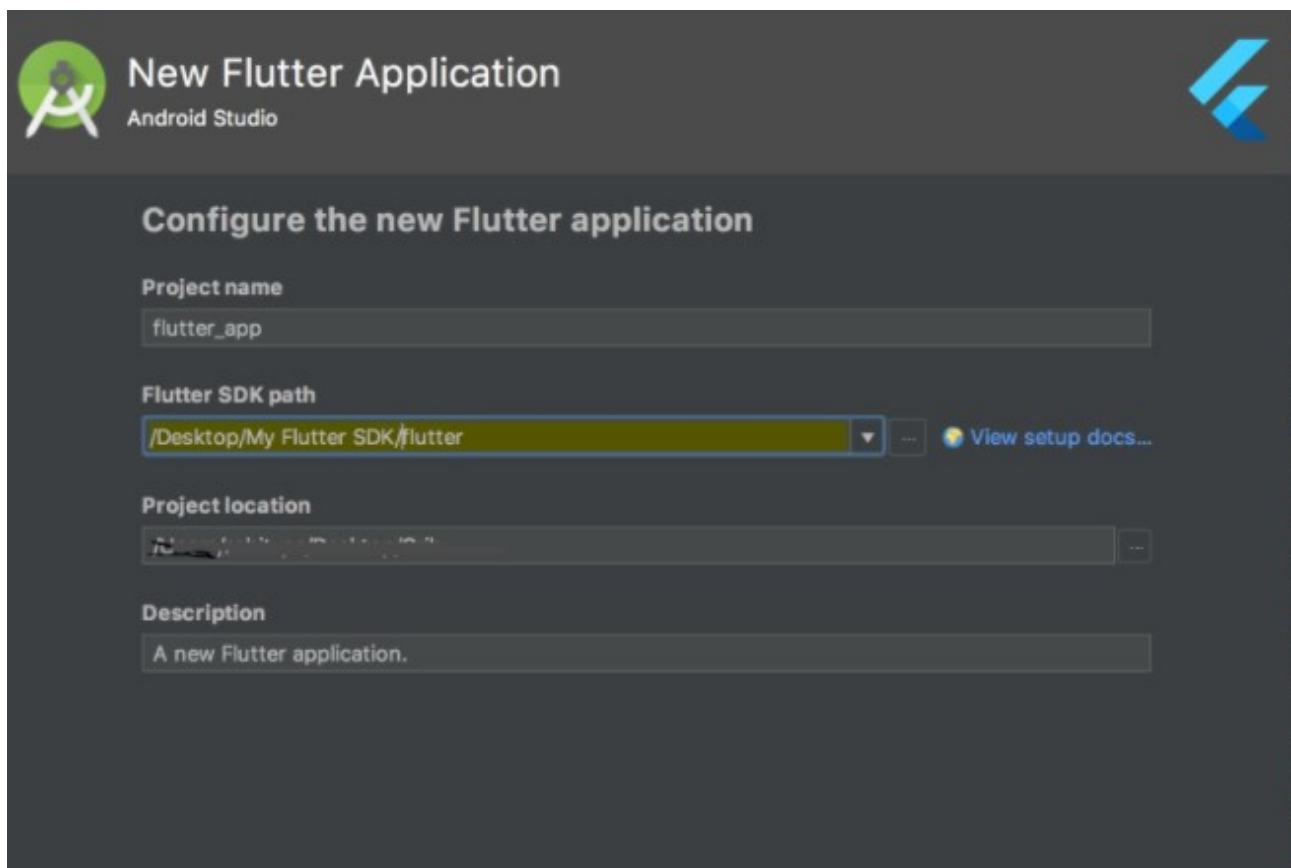 New Flutter Application
Android Studio
Configure the new Flutter application
Project name
flutter_app
Flutter SDK path
/Desktop/My Flutter SDK/flutter
... View setup docs...
Project location
...
Description
A new Flutter application.